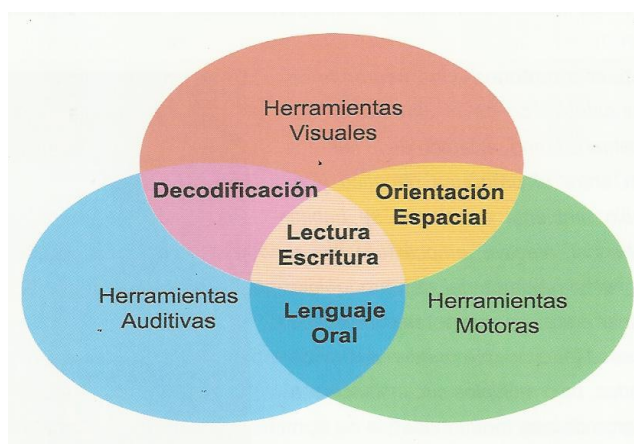 Herramientas
Visuales
Decodificación
Orientación
Espacial
Lectura
Escritura
Herramientas
Auditivas
Lenguaje
Oral
Herramientas
Motoras